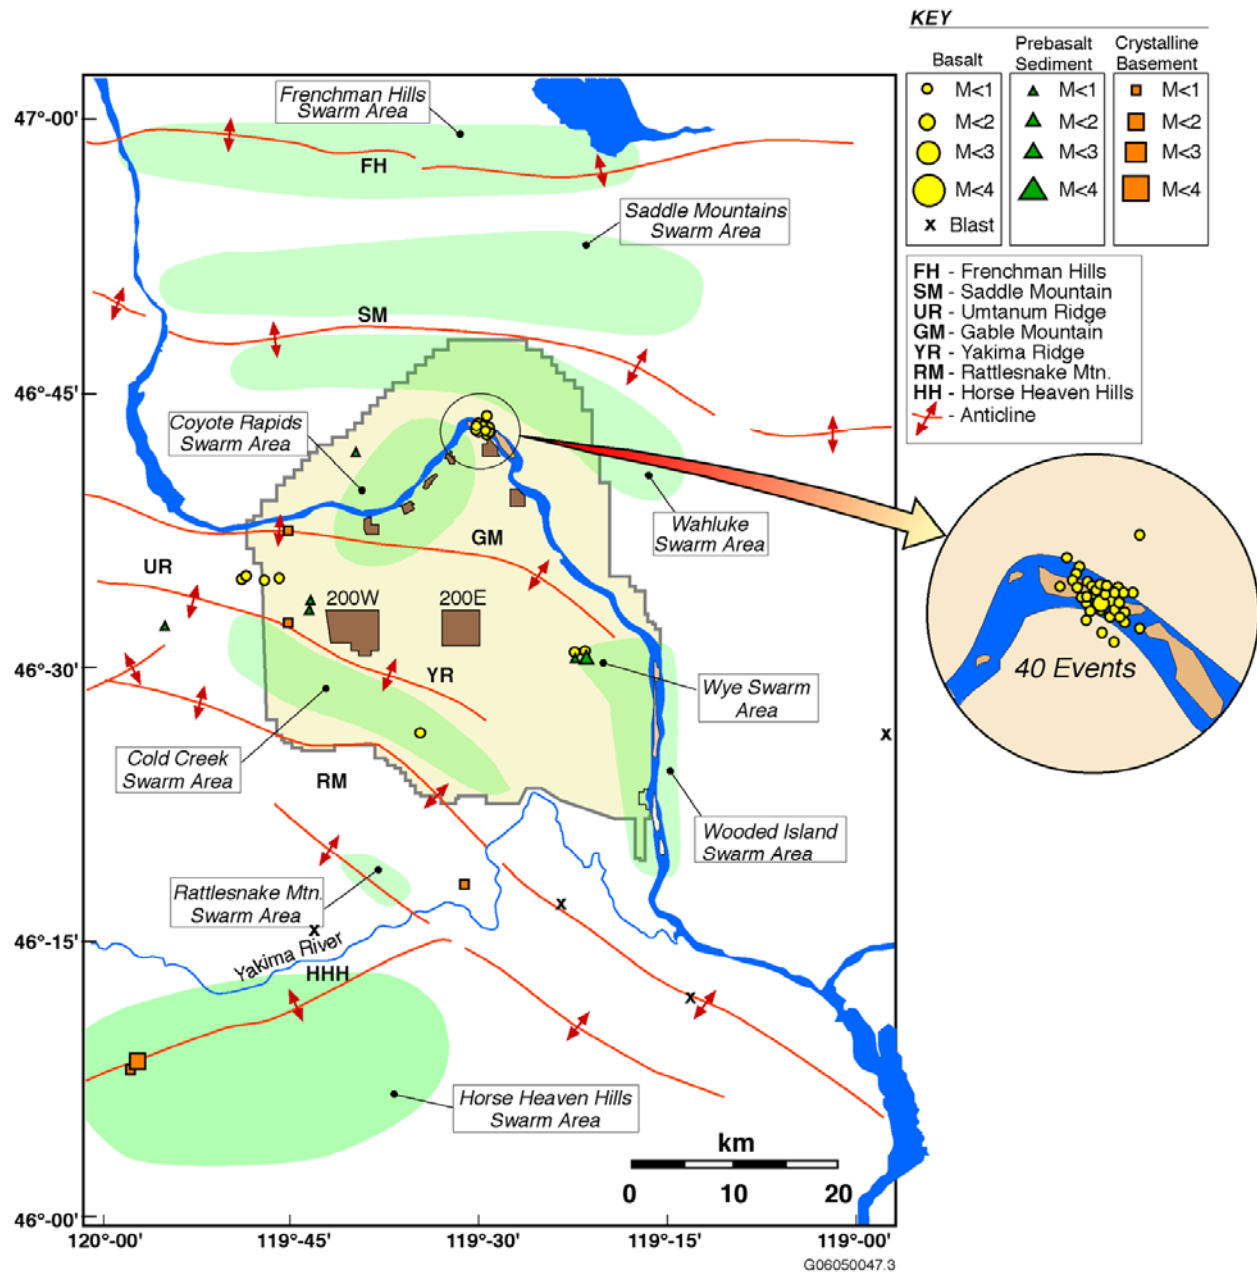 KEY
Basalt
Prebasalt
Sediment
Crystalline
Basement
M<1
M<2
M<3
M<4
x Blast
M<1
M<2
M<3
M<4
M<1
M<2
M<3
M<4
FH - Frenchman Hills
SM - Saddle Mountain
UR - Umtanum Ridge
GM - Gable Mountain
YR - Yakima Ridge
RM - Rattlesnake Mtn.
HH - Horse Heaven Hills
- Anticline
Frenchman Hills
Swarm Area
FH
Saddle Mountains
Swarm Area
SM
Coyote Rapids
Swarm Area
Wahluke
Swarm Area
GM
UR
200W
200E
YR
Wye Swarm
Area
Cold Creek
Swarm Area
RM
x
Wooded Island
Swarm Area
Rattlesnake Mtn.
Swarm Area
x
x
Yakima River
HHH
x
Horse Heaven Hills
Swarm Area
40 Events
km
0 10 20
47°-00'
46°-45'
46°-30'
46°-15'
46°-00'
120°-00' 119°-45' 119°-30' 119°-15' 119°-00'
G06050047.3